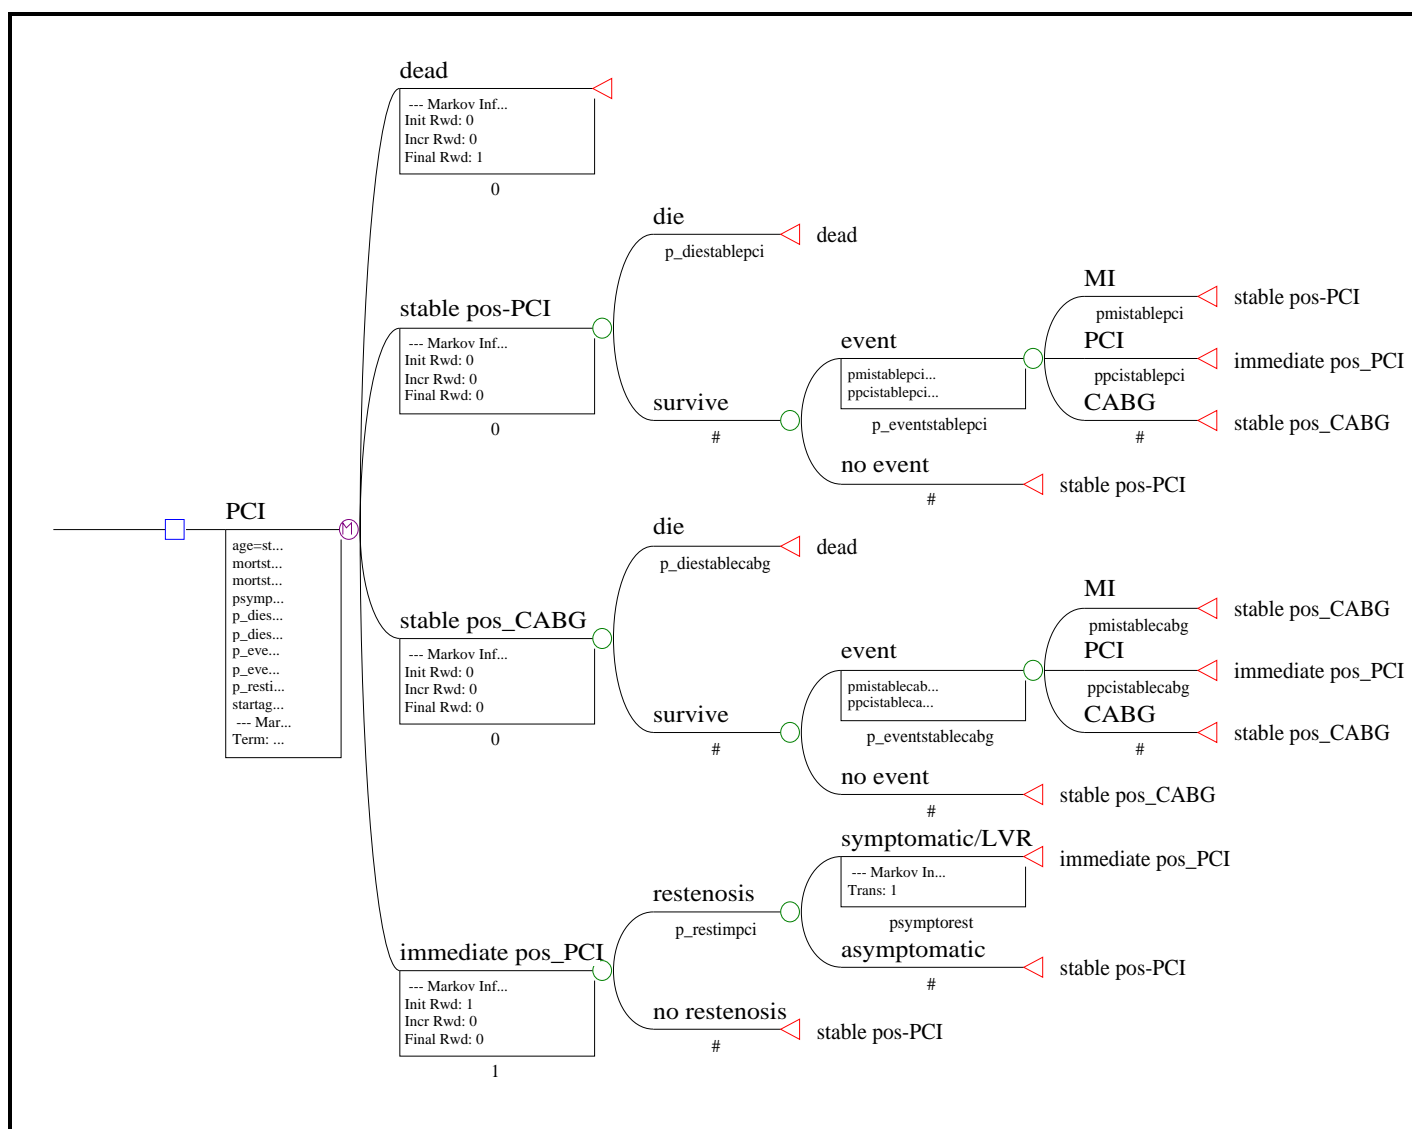 dead
--- Markov Inf...
Init Rwd: 0
Incr Rwd: 0
Final Rwd: 1
0
die
p_diestablepci
dead
stable pos-PCI
--- Markov Inf...
Init Rwd: 0
Incr Rwd: 0
Final Rwd: 0
0
survive
#
event
pmistablepci...
ppcistablepci...
p_eventstablepci
MI
pmistablepci
stable pos-PCI
PCI
ppcistablepci
immediate pos_PCI
CABG
#
stable pos_CABG
no event
#
stable pos-PCI
PCI
M
age=st...
mortst...
mortst...
psymp...
p_dies...
p_dies...
p_eve...
p_eve...
p_resti...
startag...
--- Mar...
Term: ...
die
p_diestablecabg
dead
stable pos_CABG
--- Markov Inf...
Init Rwd: 0
Incr Rwd: 0
Final Rwd: 0
0
survive
#
event
pmistablecab...
ppcistableca...
p_eventstablecabg
MI
pmistablecabg
stable pos_CABG
PCI
ppcistablecabg
immediate pos_PCI
CABG
#
stable pos_CABG
no event
#
stable pos_CABG
immediate pos_PCI
--- Markov Inf...
Init Rwd: 1
Incr Rwd: 0
Final Rwd: 0
1
restenosis
p_restimpci
symptomatic/LVR
--- Markov In...
Trans: 1
psymptorest
immediate pos_PCI
asymptomatic
#
stable pos-PCI
no restenosis
#
stable pos-PCI